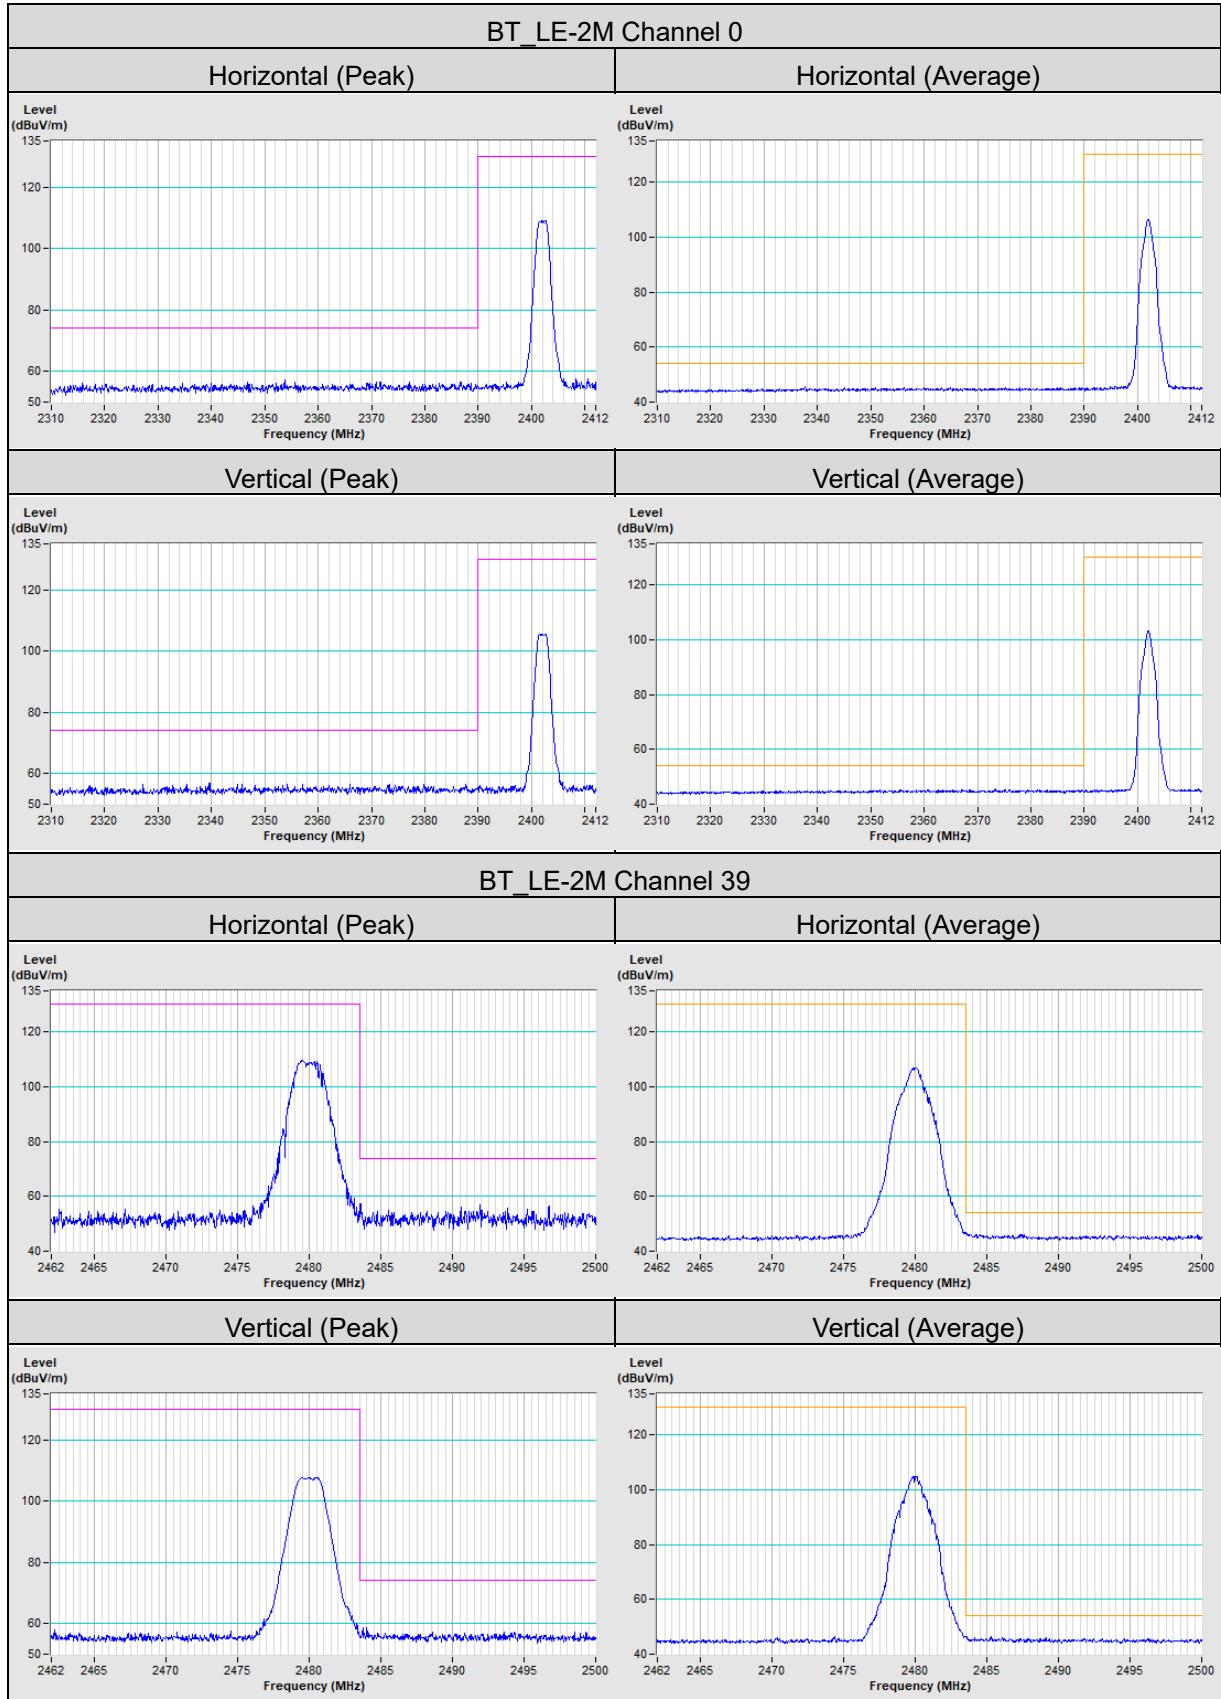 BT_LE-2M Channel 0
Horizontal (Peak) Horizontal (Average)
Level
(dBuV/m)
135
120
100
80
60
50
2310 2320 2330 2340 2350 2360 2370 2380 2390 2400 2412
Frequency (MHz)
Level
(dBuV/m)
135
120
100
80
60
40
2310 2320 2330 2340 2350 2360 2370 2380 2390 2400 2412
Frequency (MHz)
Vertical (Peak) Vertical (Average)
Level
(dBuV/m)
135
120
100
80
60
50
2310 2320 2330 2340 2350 2360 2370 2380 2390 2400 2412
Frequency (MHz)
Level
(dBuV/m)
135
120
100
80
60
40
2310 2320 2330 2340 2350 2360 2370 2380 2390 2400 2412
Frequency (MHz)
BT_LE-2M Channel 39
Horizontal (Peak) Horizontal (Average)
Level
(dBuV/m)
135
120
100
80
60
40
2462 2465 2470 2475 2480 2485 2490 2495 2500
Frequency (MHz)
Level
(dBuV/m)
135
120
100
80
60
40
2462 2465 2470 2475 2480 2485 2490 2495 2500
Frequency (MHz)
Vertical (Peak) Vertical (Average)
Level
(dBuV/m)
135
120
100
80
60
50
2462 2465 2470 2475 2480 2485 2490 2495 2500
Frequency (MHz)
Level
(dBuV/m)
135
120
100
80
60
40
2462 2465 2470 2475 2480 2485 2490 2495 2500
Frequency (MHz)